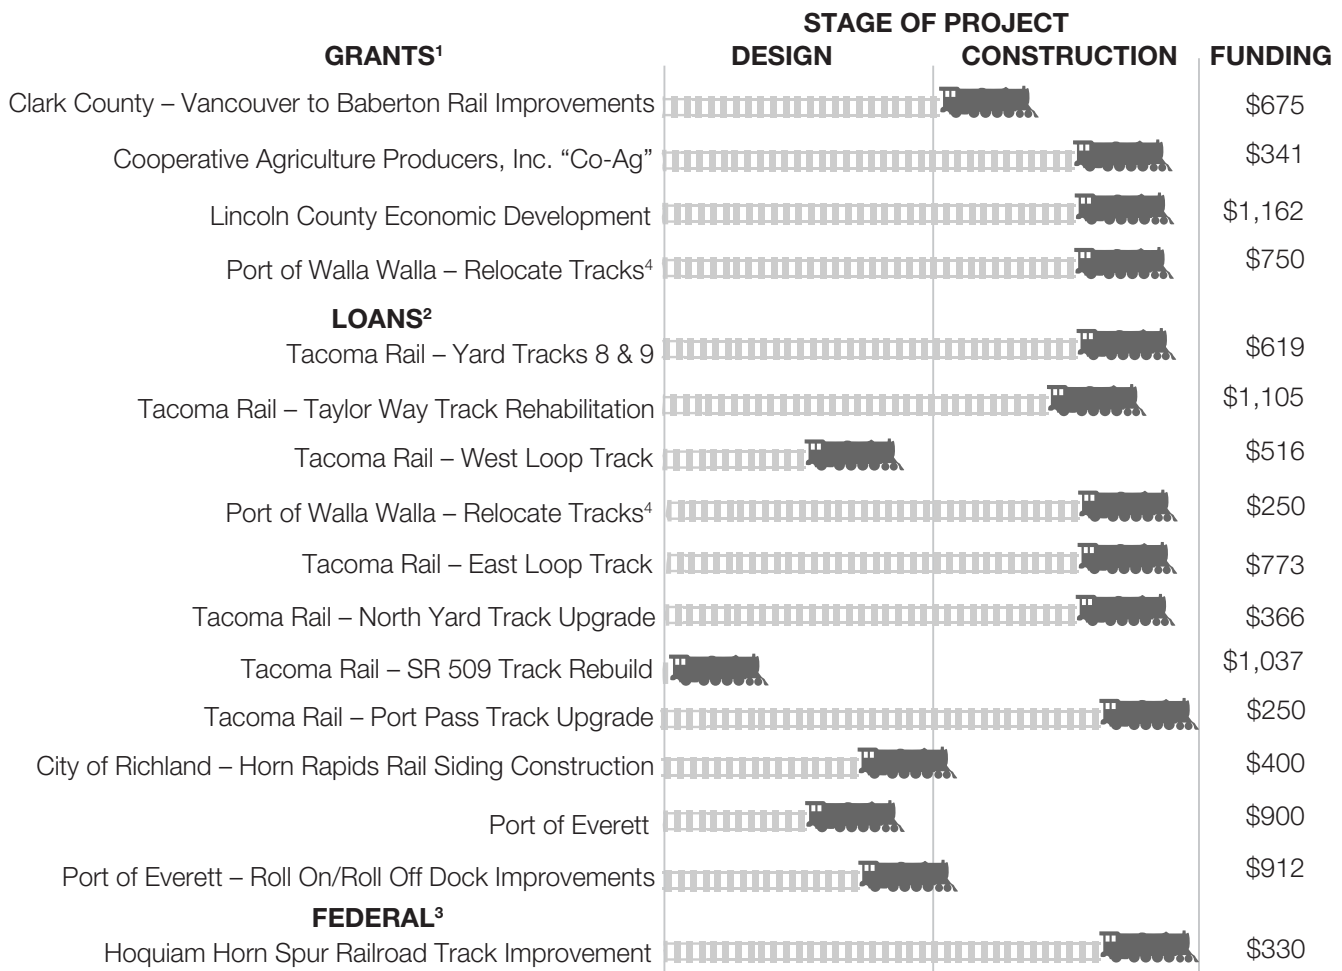 STAGE OF PROJECT
GRANTS¹ DESIGN CONSTRUCTION FUNDING
Clark County – Vancouver to Baberton Rail Improvements $675
Cooperative Agriculture Producers, Inc. “Co-Ag” $341
Lincoln County Economic Development $1,162
Port of Walla Walla – Relocate Tracks⁴ $750
LOANS²
Tacoma Rail – Yard Tracks 8 & 9 $619
Tacoma Rail – Taylor Way Track Rehabilitation $1,105
Tacoma Rail – West Loop Track $516
Port of Walla Walla – Relocate Tracks⁴ $250
Tacoma Rail – East Loop Track $773
Tacoma Rail – North Yard Track Upgrade $366
Tacoma Rail – SR 509 Track Rebuild $1,037
Tacoma Rail – Port Pass Track Upgrade $250
City of Richland – Horn Rapids Rail Siding Construction $400
Port of Everett $900
Port of Everett – Roll On/Roll Off Dock Improvements $912
FEDERAL³
Hoquiam Horn Spur Railroad Track Improvement $330